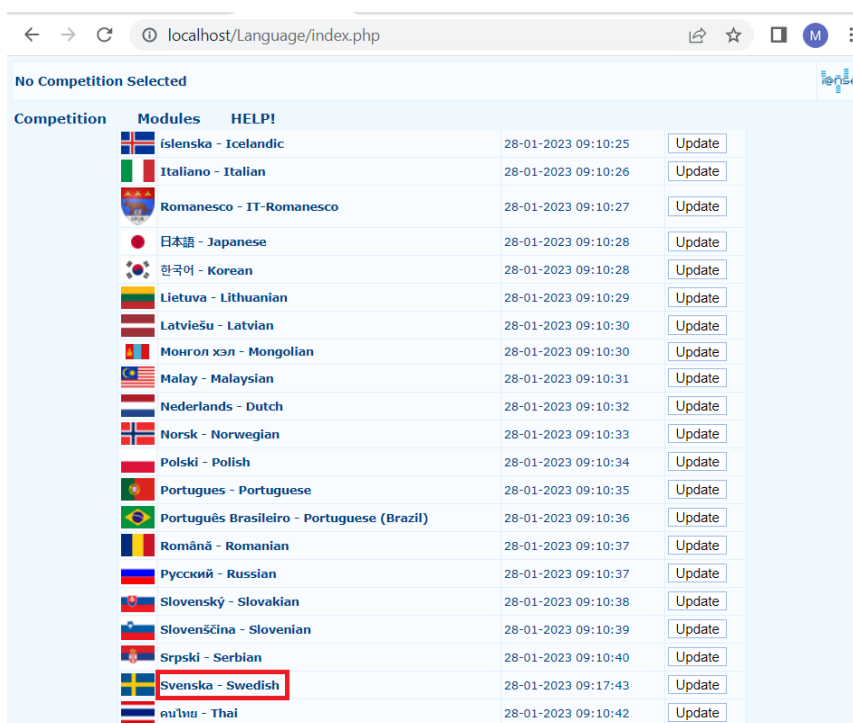 localhost/Language/index.php
M
No Competition Selected
Competition Modules HELP!
íslenska - Icelandic 28-01-2023 09:10:25 Update
Italiano - Italian 28-01-2023 09:10:26 Update
Romanesco - IT-Romanesco 28-01-2023 09:10:27 Update
日本語 - Japanese 28-01-2023 09:10:28 Update
한국어 - Korean 28-01-2023 09:10:28 Update
Lietuva - Lithuanian 28-01-2023 09:10:29 Update
Latviešu - Latvian 28-01-2023 09:10:30 Update
Монгол хэл - Mongolian 28-01-2023 09:10:30 Update
Malay - Malaysian 28-01-2023 09:10:31 Update
Nederlands - Dutch 28-01-2023 09:10:32 Update
Norsk - Norwegian 28-01-2023 09:10:33 Update
Polski - Polish 28-01-2023 09:10:34 Update
Portugues - Portuguese 28-01-2023 09:10:35 Update
Português Brasileiro - Portuguese (Brazil) 28-01-2023 09:10:36 Update
Română - Romanian 28-01-2023 09:10:37 Update
Русский - Russian 28-01-2023 09:10:37 Update
Slovenský - Slovakian 28-01-2023 09:10:38 Update
Slovenščina - Slovenian 28-01-2023 09:10:39 Update
Srpski - Serbian 28-01-2023 09:10:40 Update
Svenska - Swedish 28-01-2023 09:17:43 Update
คนไทย - Thai 28-01-2023 09:10:42 Update